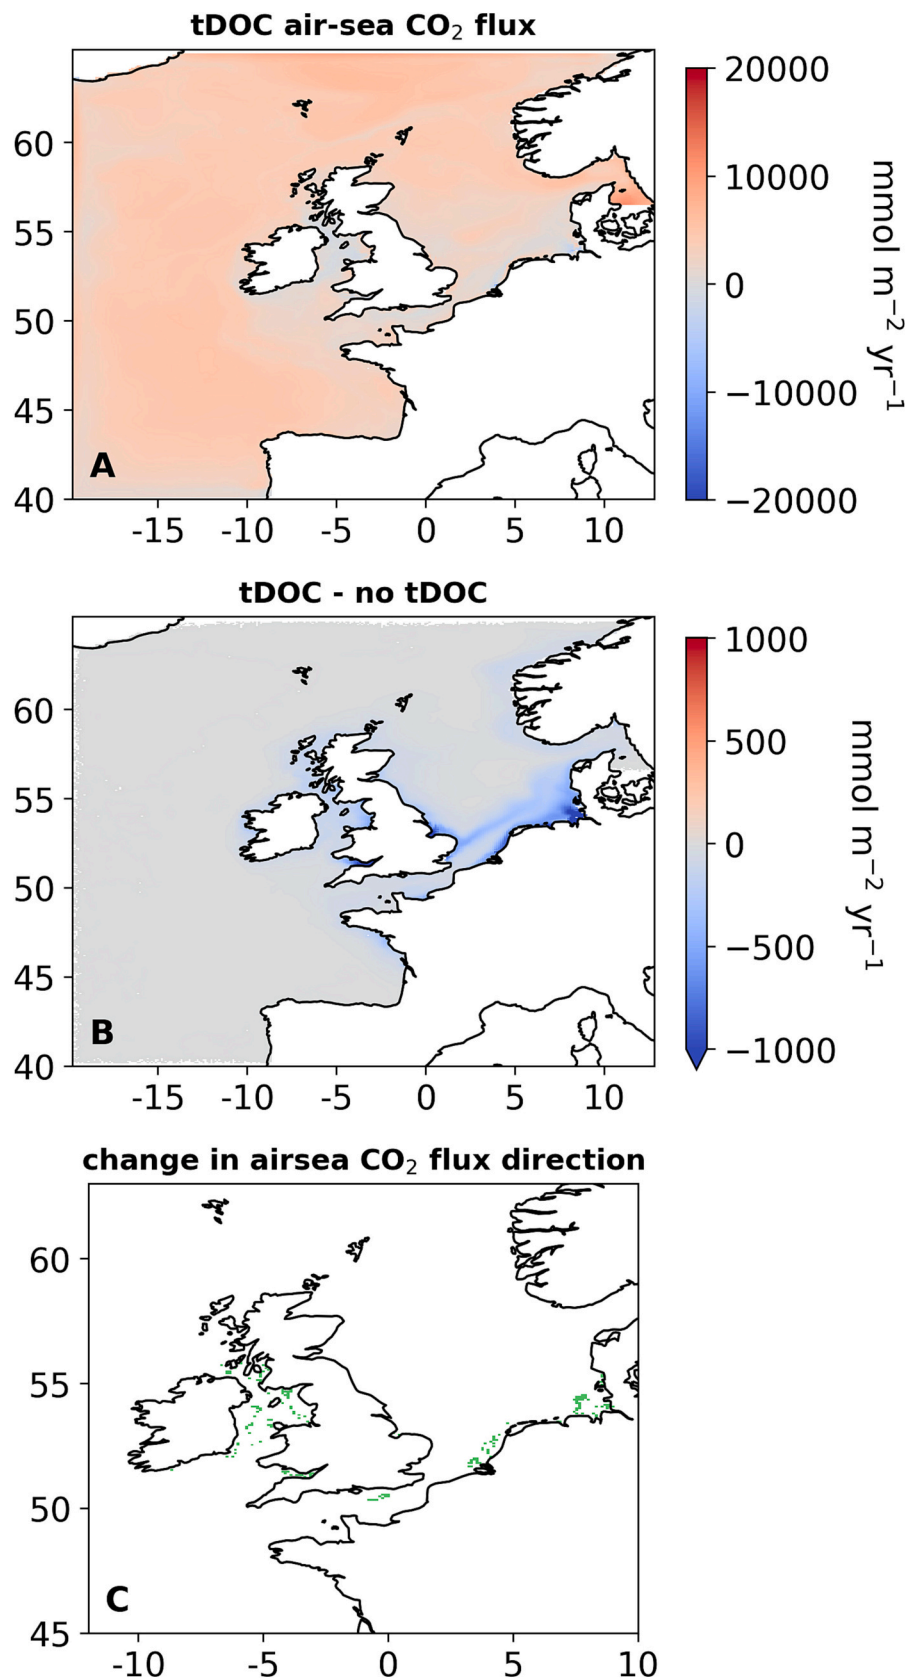 tDOC air-sea CO₂ flux
60
55
50
45
40
-15 -10 -5 0 5 10
A
20000
10000
0
−10000
−20000
mmol m⁻² yr⁻¹
tDOC - no tDOC
60
55
50
45
40
-15 -10 -5 0 5 10
B
1000
500
0
−500
−1000
mmol m⁻² yr⁻¹
change in airsea CO₂ flux direction
60
55
50
45
-10 -5 0 5 10
C